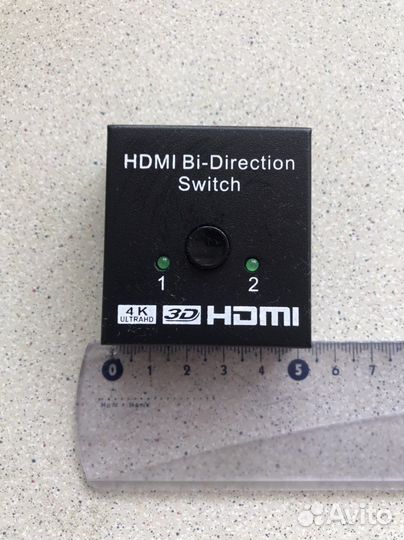 HDMI Bi-Direction
Switch
1 2
4K
ULTRAHD
3D HDMI
0 1 2 3 4 5 6 7
Avito